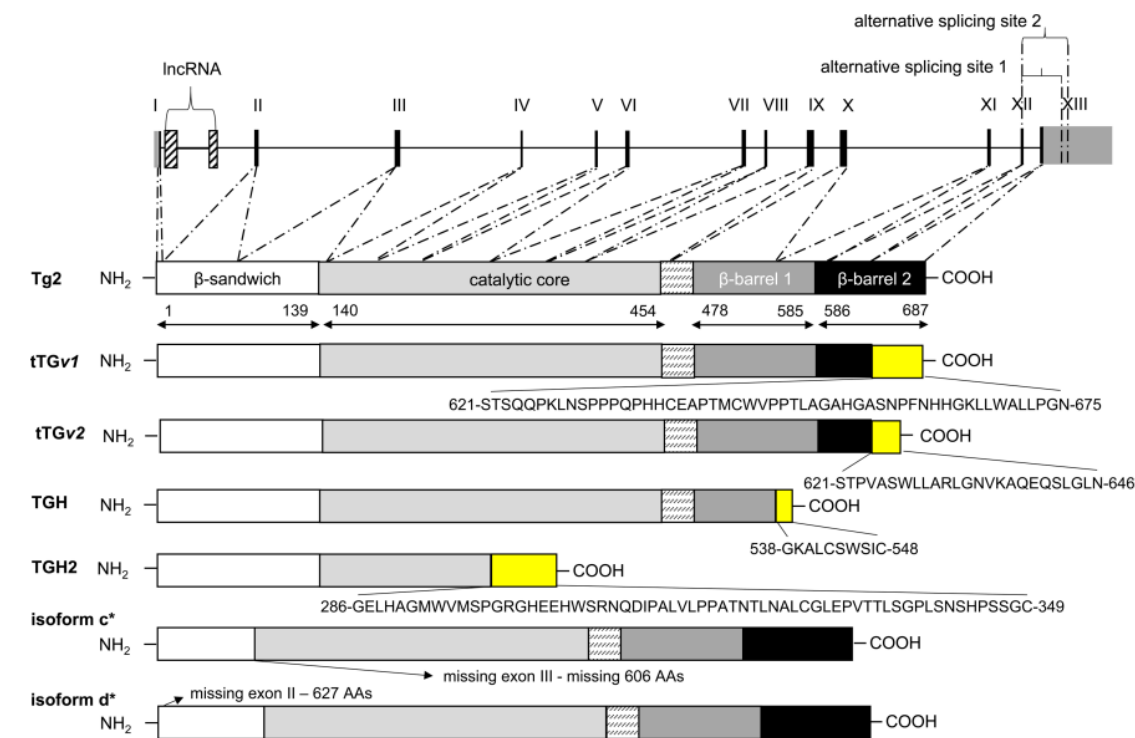 alternative splicing site 2
alternative splicing site 1
lncRNA
I II III IV V VI VII VIII IX X XI XII XIII
Tg2 NH2 β-sandwich catalytic core β-barrel 1 β-barrel 2 COOH
1 139 140 454 478 585 586 687
tTGv1 NH2 COOH
621-STSQQPKLNSPPPQPHHCEAPTMCWVPPTLAGAHGASNPFNHHGKLLWALLPGN-675
tTGv2 NH2 COOH
621-STPVASWLLARLGNVKAQEQSLGLN-646
TGH NH2 COOH
538-GKALCSWSIC-548
TGH2 NH2 COOH
286-GELHAGMWVMSPGRGHEEHWSRNQDIPALVLPPATNTLNALCGLEPVTTLSGPLSNSHPSSGC-349
isoform c*
NH2 COOH
missing exon III - missing 606 AAs
isoform d*
missing exon II – 627 AAs
NH2 COOH